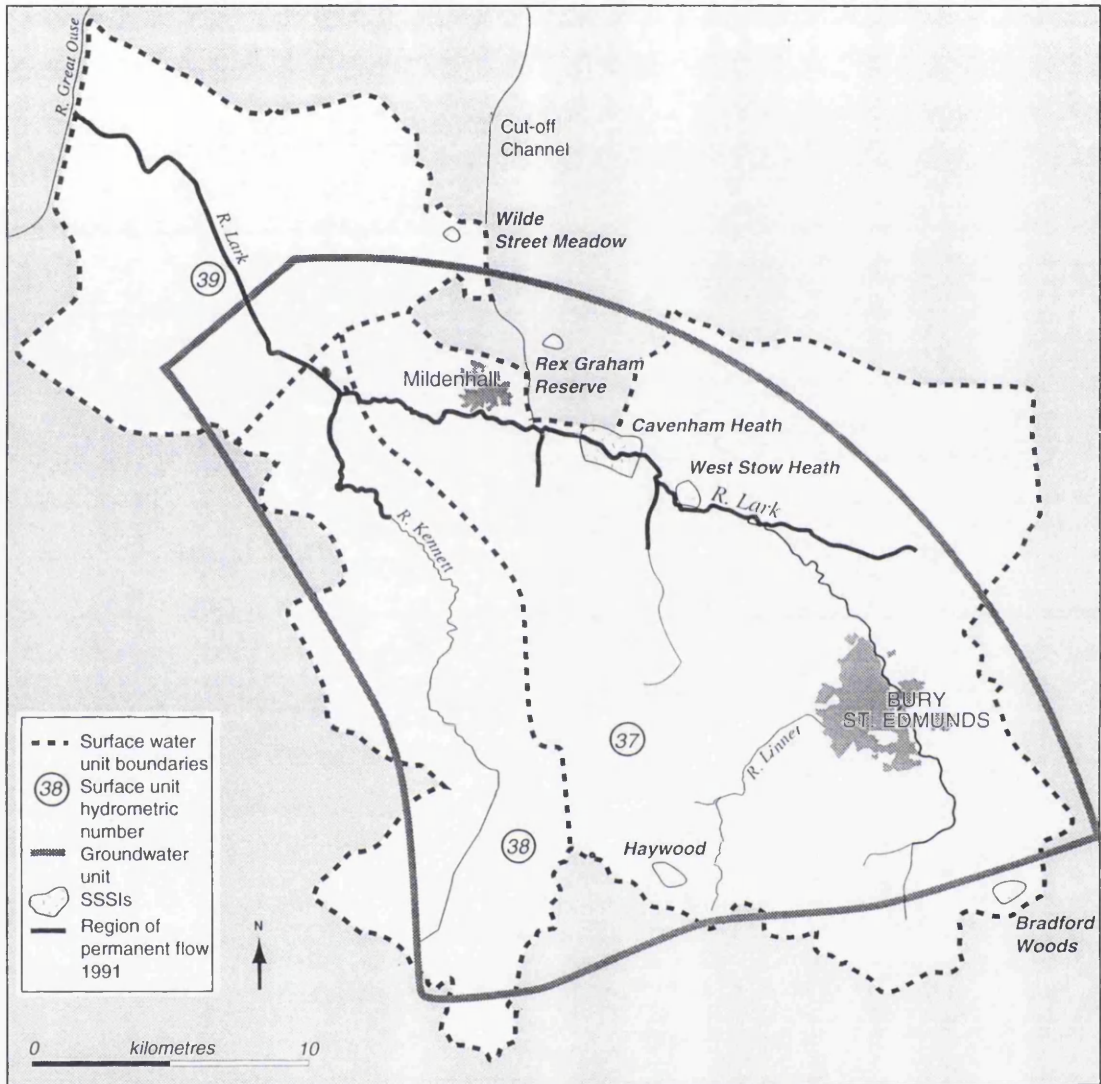 R. Great Ouse
Cut-off
Channel
Wilde
Street Meadow
R. Lark
39
Rex Graham
Reserve
Mildenhall
Cavenham Heath
West Stow Heath
R. Lark
R. Kennett
BURY
ST. EDMUNDS
37
R. Linnet
38
Haywood
Bradford
Woods
Surface water
unit boundaries
38
Surface unit
hydrometric
number
Groundwater
unit
SSSIs
Region of
permanent flow
1991
N
0 kilometres 10